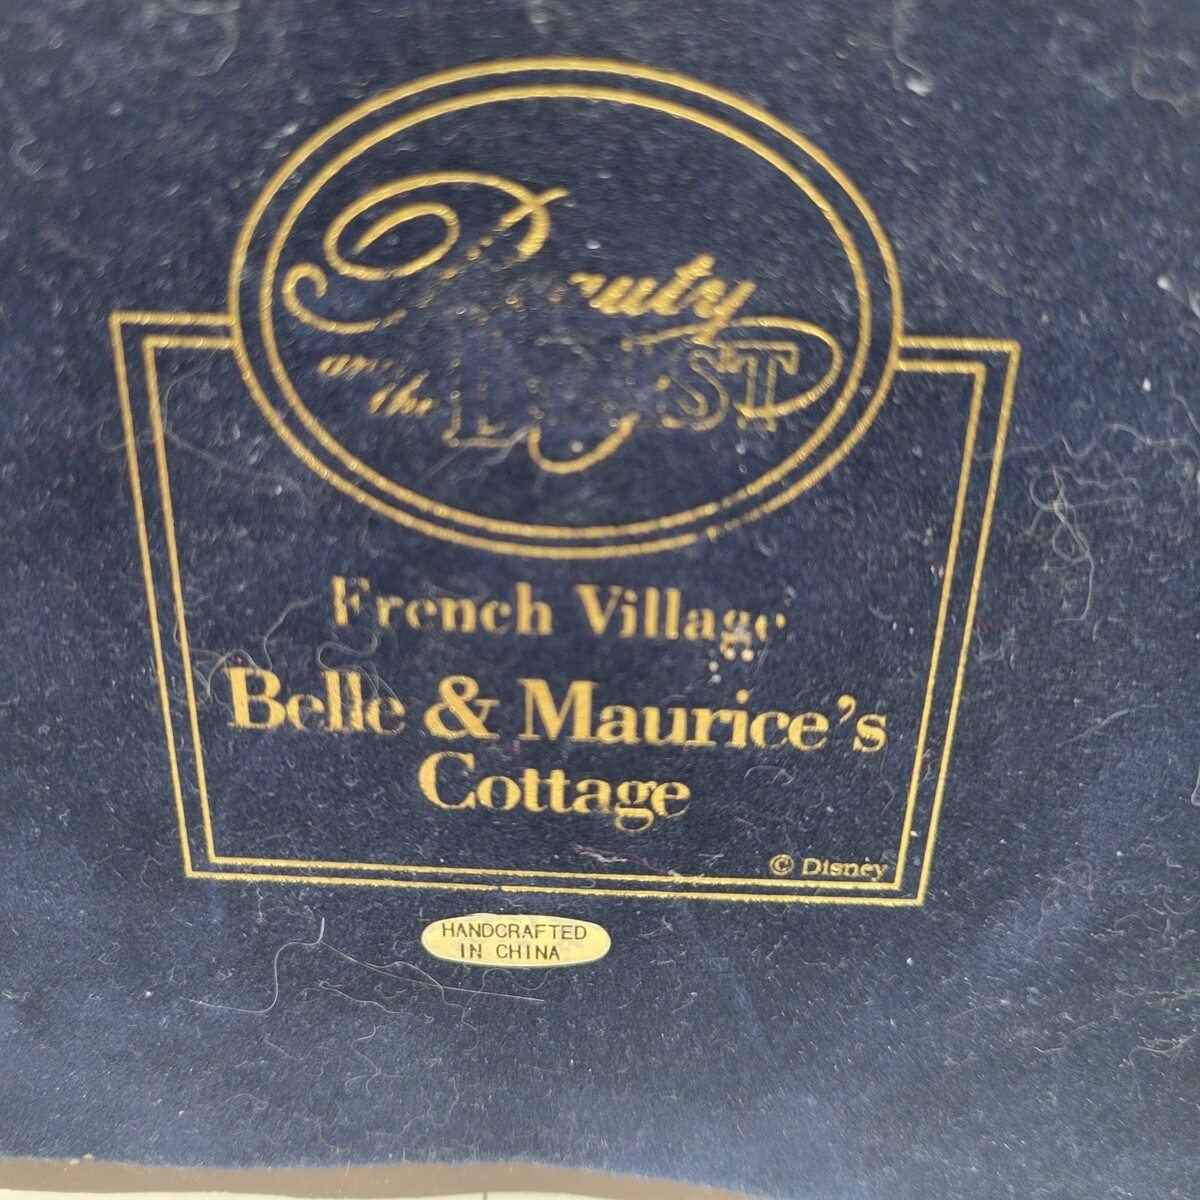 Beauty
and the BEAST
French Village
Belle & Maurice's
Cottage
© Disney
HANDCRAFTED
IN CHINA